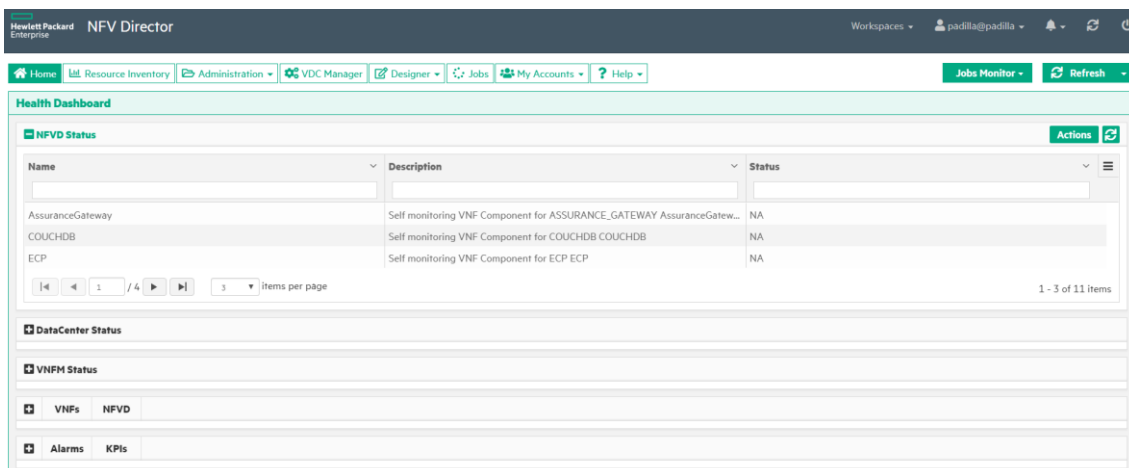 Hewlett Packard
Enterprise
NFV Director
Workspaces
padilla@padilla
Home
Resource Inventory
Administration
VDC Manager
Designer
Jobs
My Accounts
? Help
Jobs Monitor
Refresh
Health Dashboard
NFVD Status
Actions
Name
Description
Status
AssuranceGateway
Self monitoring VNF Component for ASSURANCE_GATEWAY AssuranceGatew...
NA
COUCHDB
Self monitoring VNF Component for COUCHDB COUCHDB
NA
ECP
Self monitoring VNF Component for ECP ECP
NA
1 / 4
3 items per page
1 - 3 of 11 items
DataCenter Status
VNFM Status
VNFs
NFVD
Alarms
KPIs